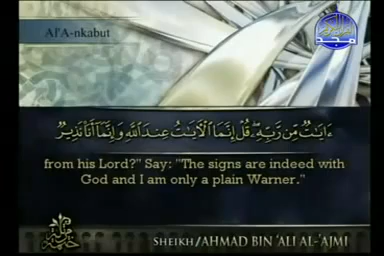 Al'A-nkabut
ءَايَٰتٌ مِّن رَّبِّهِۦ ۖ قُلْ إِنَّمَا ٱلْءَايَٰتُ عِندَ ٱللَّهِ وَإِنَّمَآ أَنَا۠ نَذِيرٌ
from his Lord?" Say: "The signs are indeed with
God and I am only a plain Warner."
SHEIKH/AHMAD BIN 'ALI AL-'AJMI